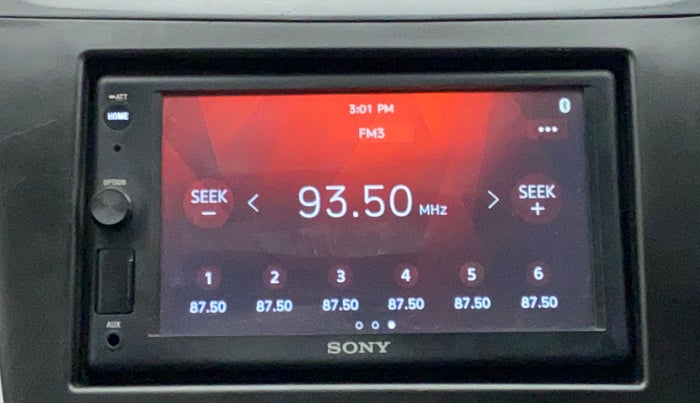 ATT
HOME
OPTION
AUX
3:01 PM
FM3
SEEK −
93.50 MHz
SEEK +
1 2 3 4 5 6
87.50 87.50 87.50 87.50 87.50 87.50
SONY